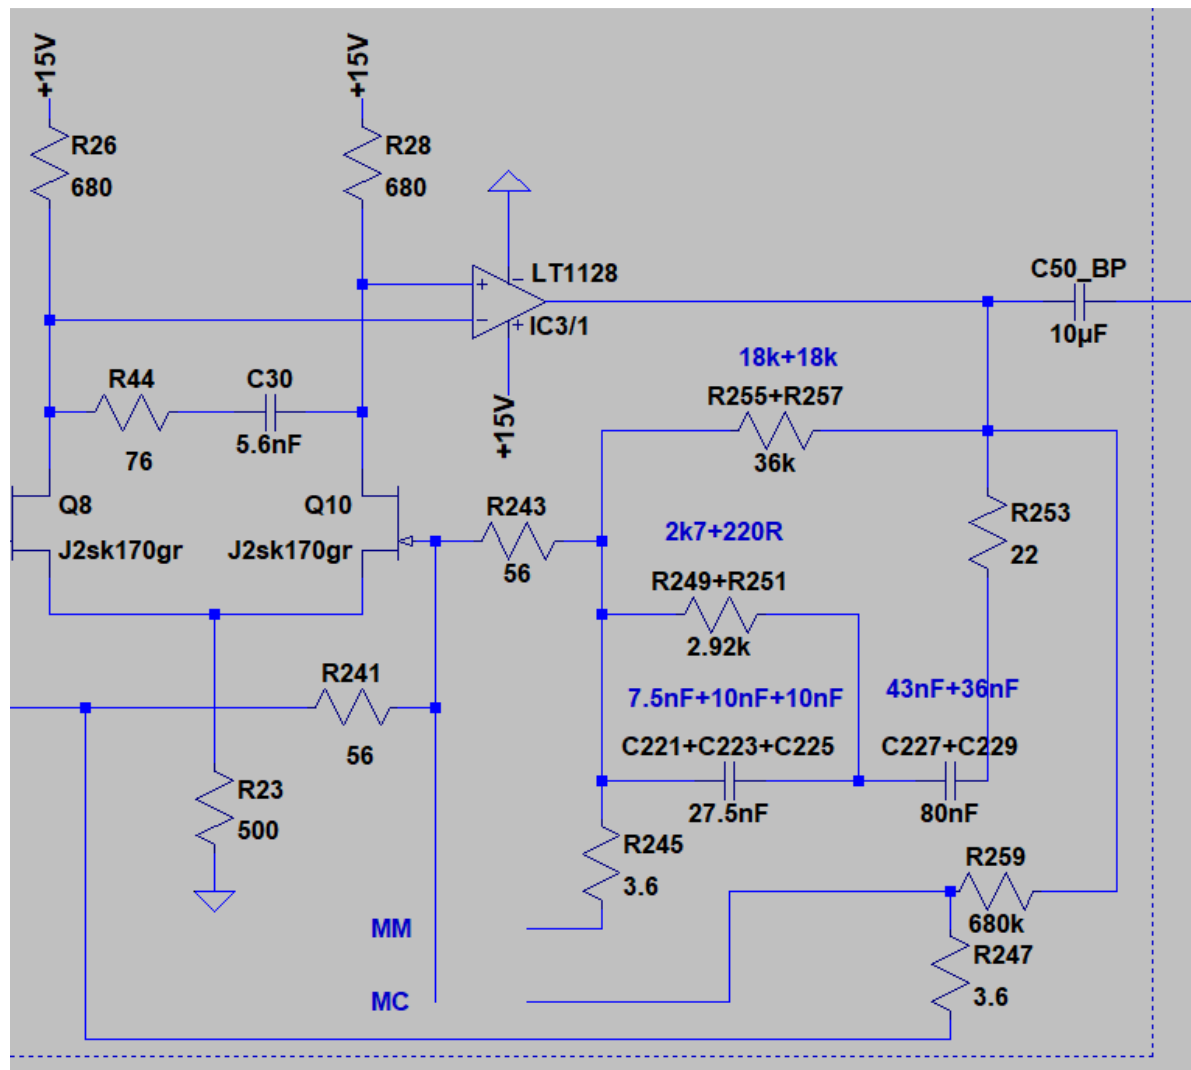 +15V
+15V
R26
680
R28
680
LT1128
+
−
−
+
IC3/1
C50_BP
10µF
18k+18k
R255+R257
36k
+15V
R44
76
C30
5.6nF
Q8
J2sk170gr
Q10
J2sk170gr
R243
56
R253
22
2k7+220R
R249+R251
2.92k
R241
56
7.5nF+10nF+10nF
C221+C223+C225
27.5nF
43nF+36nF
C227+C229
80nF
R23
500
R245
3.6
R259
680k
MM
R247
3.6
MC